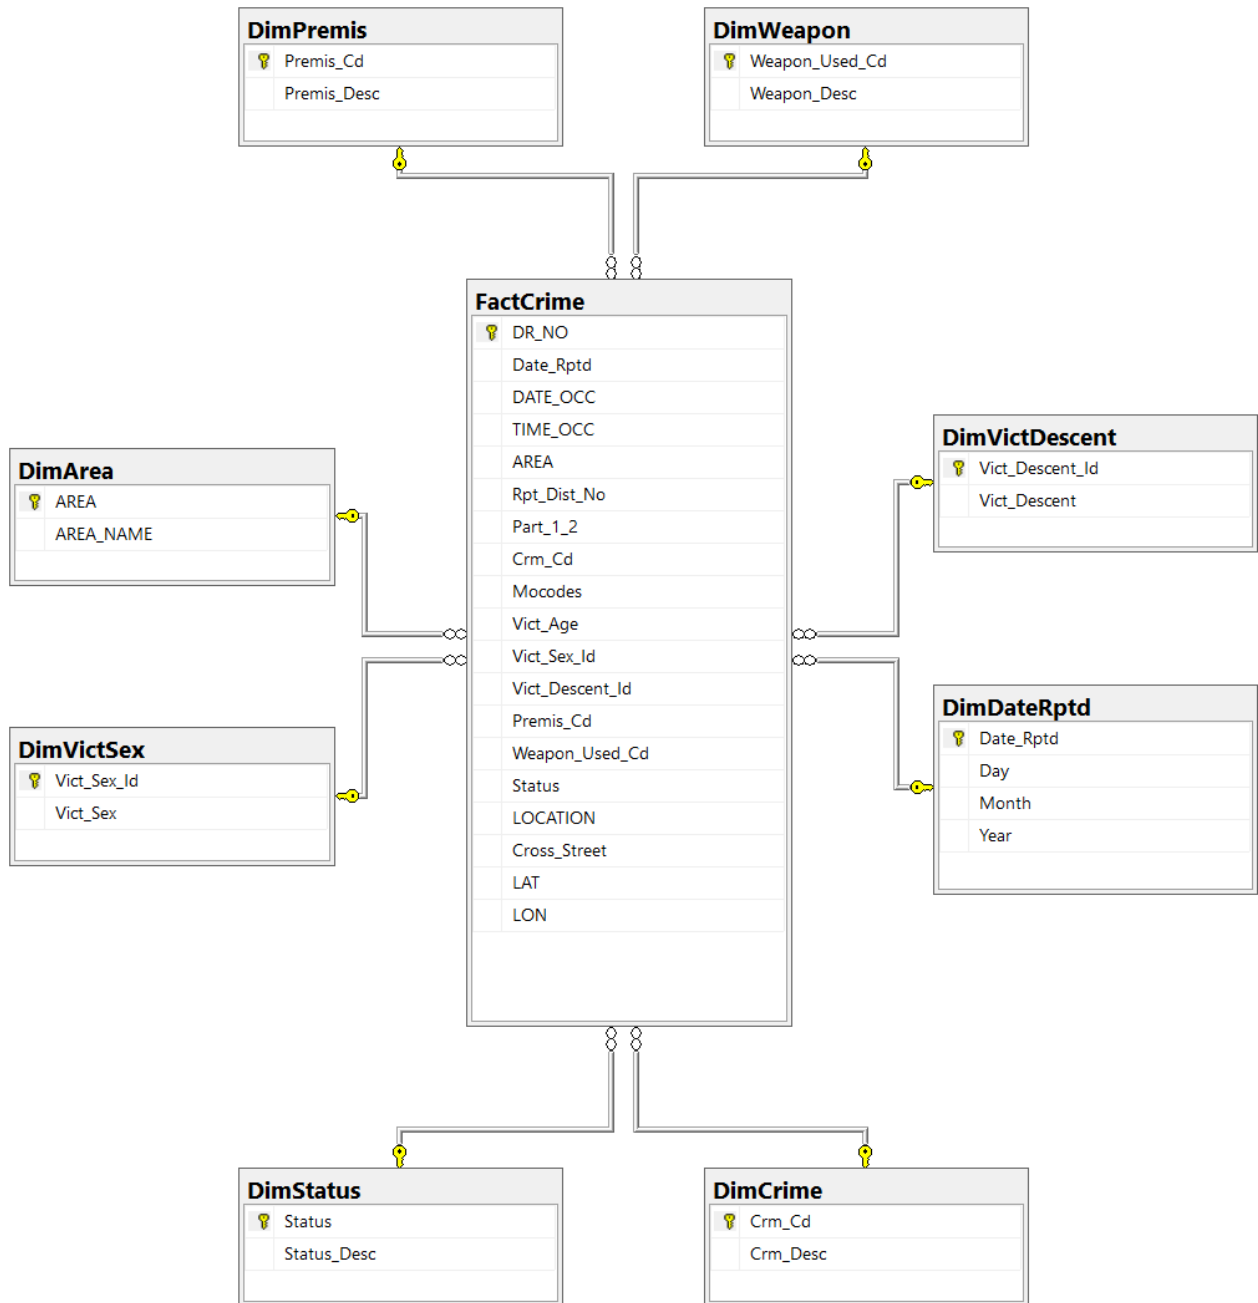 DimPremis
Premis_Cd
Premis_Desc
DimWeapon
Weapon_Used_Cd
Weapon_Desc
FactCrime
DR_NO
Date_Rptd
DATE_OCC
TIME_OCC
AREA
Rpt_Dist_No
Part_1_2
Crm_Cd
Mocodes
Vict_Age
Vict_Sex_Id
Vict_Descent_Id
Premis_Cd
Weapon_Used_Cd
Status
LOCATION
Cross_Street
LAT
LON
DimArea
AREA
AREA_NAME
DimVictSex
Vict_Sex_Id
Vict_Sex
DimVictDescent
Vict_Descent_Id
Vict_Descent
DimDateRptd
Date_Rptd
Day
Month
Year
DimStatus
Status
Status_Desc
DimCrime
Crm_Cd
Crm_Desc